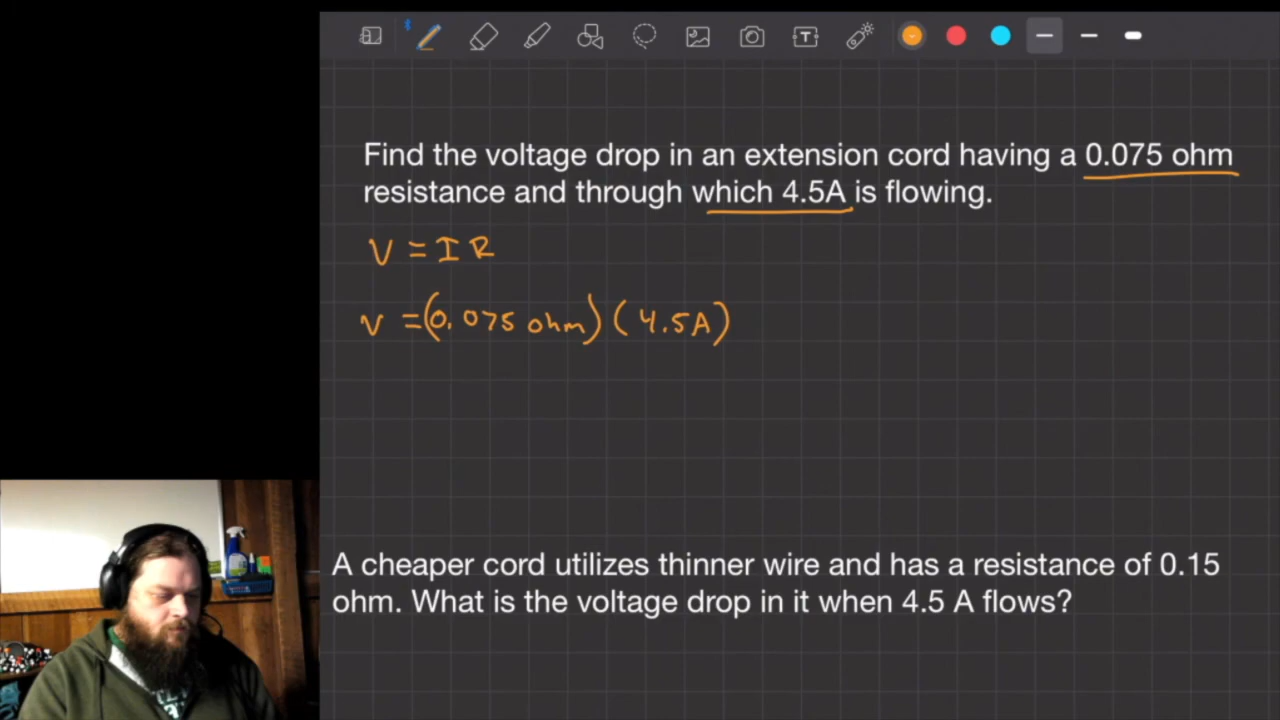 Find the voltage drop in an extension cord having a 0.075 ohm
resistance and through which 4.5A is flowing.
V = I R
V = (0.075 ohm) (4.5A)
A cheaper cord utilizes thinner wire and has a resistance of 0.15
ohm. What is the voltage drop in it when 4.5 A flows?